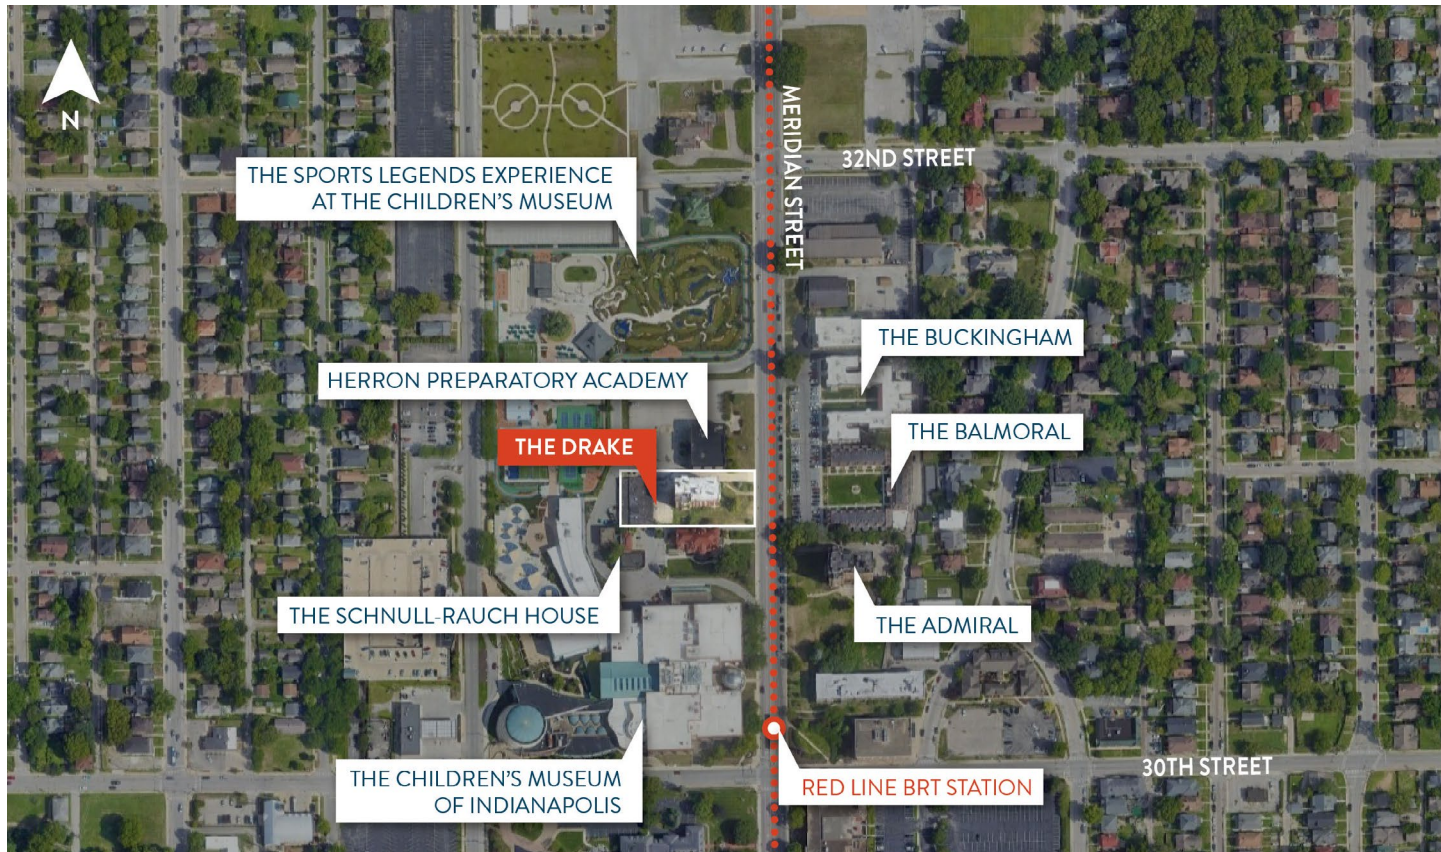 N
MERIDIAN STREET
32ND STREET
THE SPORTS LEGENDS EXPERIENCE
AT THE CHILDREN'S MUSEUM
THE BUCKINGHAM
HERRON PREPARATORY ACADEMY
THE BALMORAL
THE DRAKE
THE SCHNULL-RAUCH HOUSE
THE ADMIRAL
THE CHILDREN'S MUSEUM
OF INDIANAPOLIS
RED LINE BRT STATION
30TH STREET